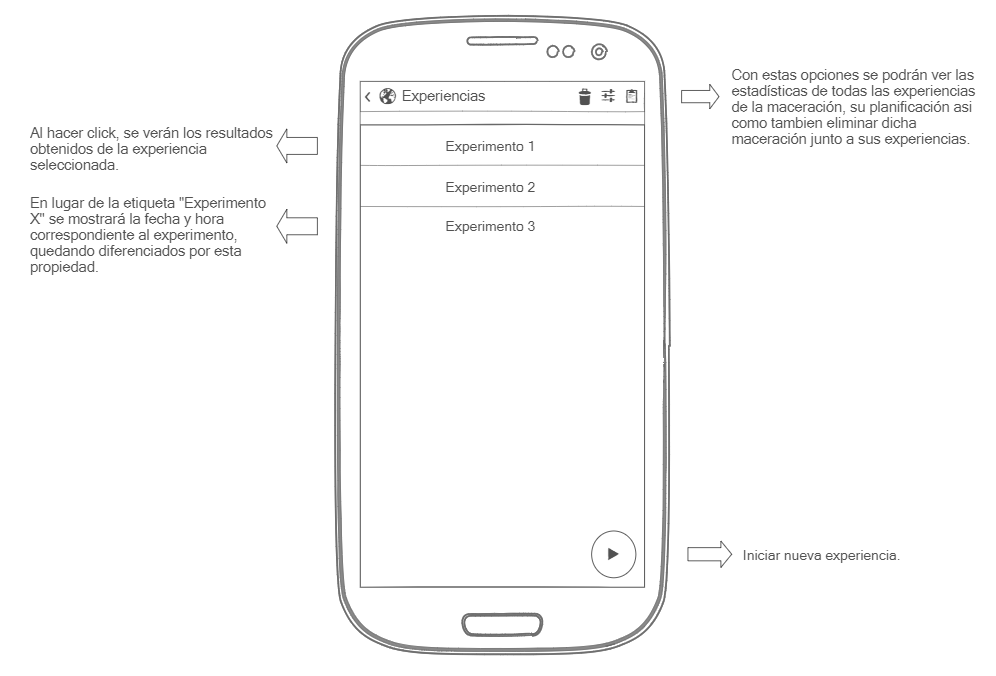 Experiencias
Con estas opciones se podrán ver las
estadísticas de todas las experiencias
de la maceración, su planificación asi
como tambien eliminar dicha
maceración junto a sus experiencias.
Al hacer click, se verán los resultados
obtenidos de la experiencia
seleccionada.
Experimento 1
Experimento 2
En lugar de la etiqueta "Experimento
X" se mostrará la fecha y hora
correspondiente al experimento,
quedando diferenciados por esta
propiedad.
Experimento 3
Iniciar nueva experiencia.